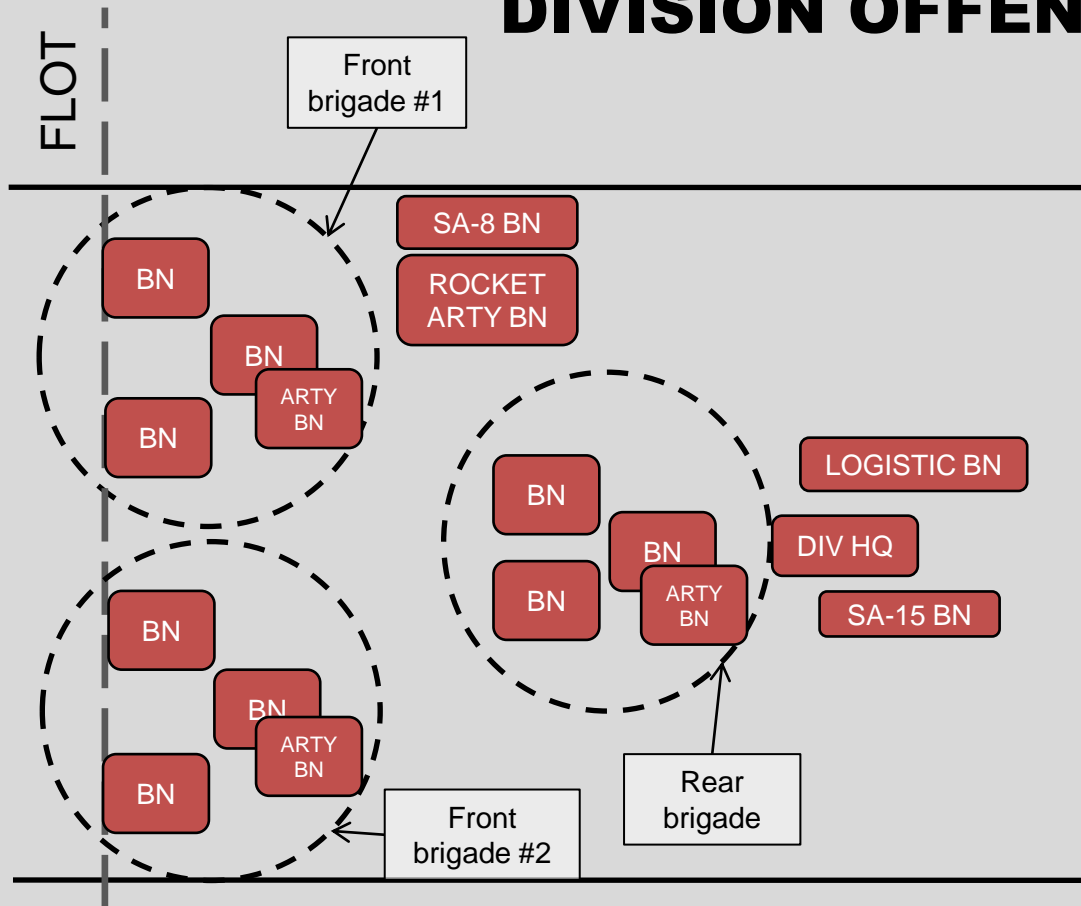 DIVISION OFFEN
FLOT
Front
brigade #1
SA-8 BN
ROCKET
ARTY BN
BN
BN
ARTY
BN
BN
BN
BN
ARTY
BN
BN
LOGISTIC BN
DIV HQ
SA-15 BN
BN
BN
ARTY
BN
BN
Front
brigade #2
Rear
brigade